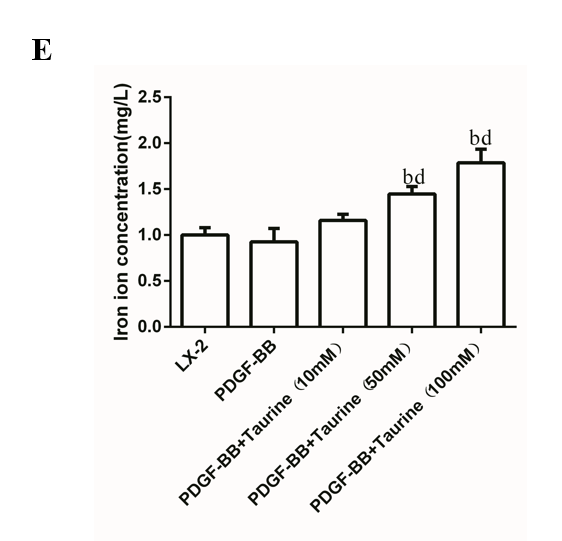 E
Iron ion concentration(mg/L)
2.5
2.0
1.5
1.0
0.5
0.0
bd
bd
LX-2
PDGF-BB
PDGF-BB+Taurine（10mM）
PDGF-BB+Taurine（50mM）
PDGF-BB+Taurine（100mM）